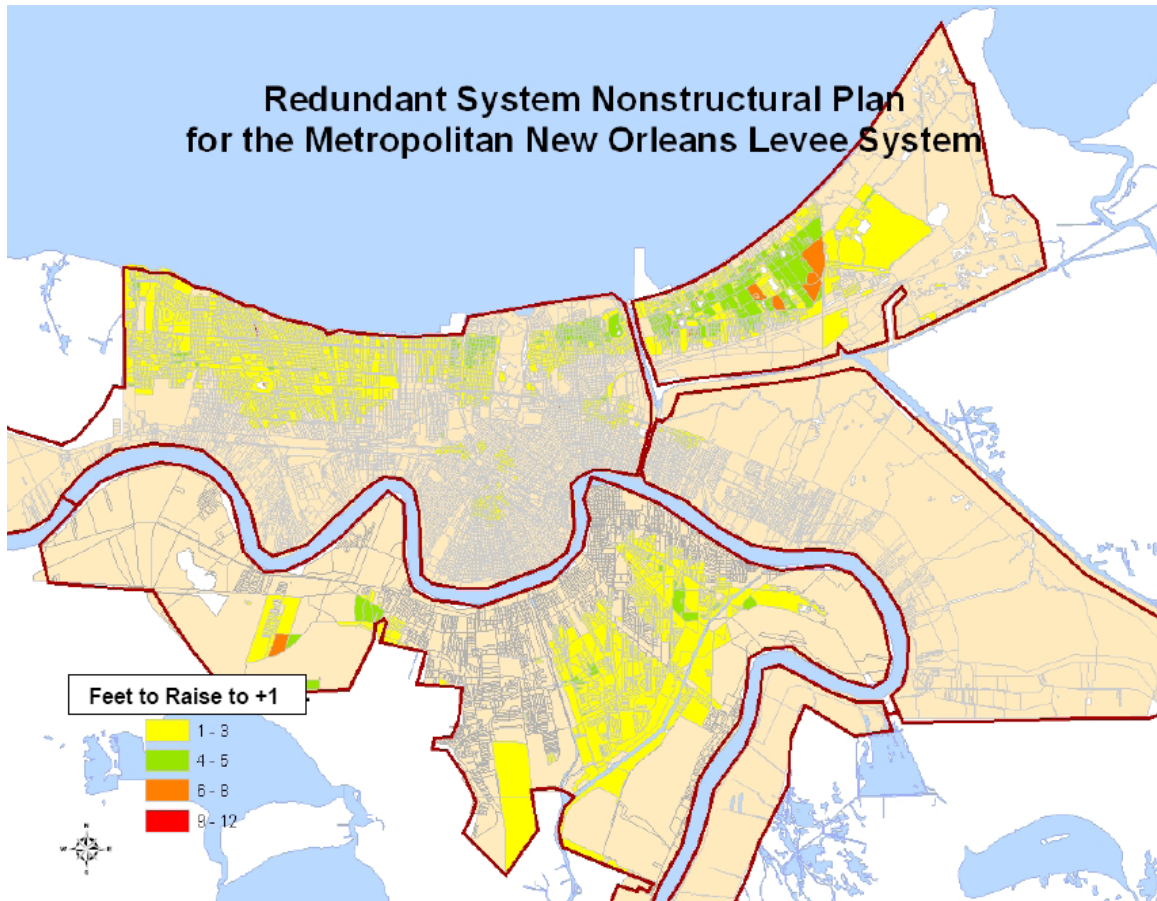 Redundant System Nonstructural Plan
for the Metropolitan New Orleans Levee System
Feet to Raise to +1
1 - 3
4 - 5
6 - 8
9 - 12
N
W
E
S